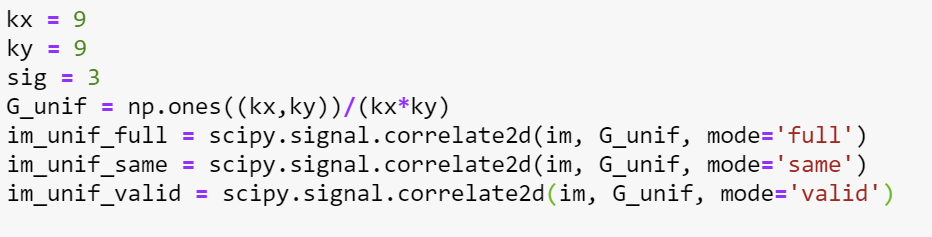 kx = 9
ky = 9
sig = 3
G_unif = np.ones((kx,ky))/(kx*ky)
im_unif_full = scipy.signal.correlate2d(im, G_unif, mode='full')
im_unif_same = scipy.signal.correlate2d(im, G_unif, mode='same')
im_unif_valid = scipy.signal.correlate2d(im, G_unif, mode='valid')